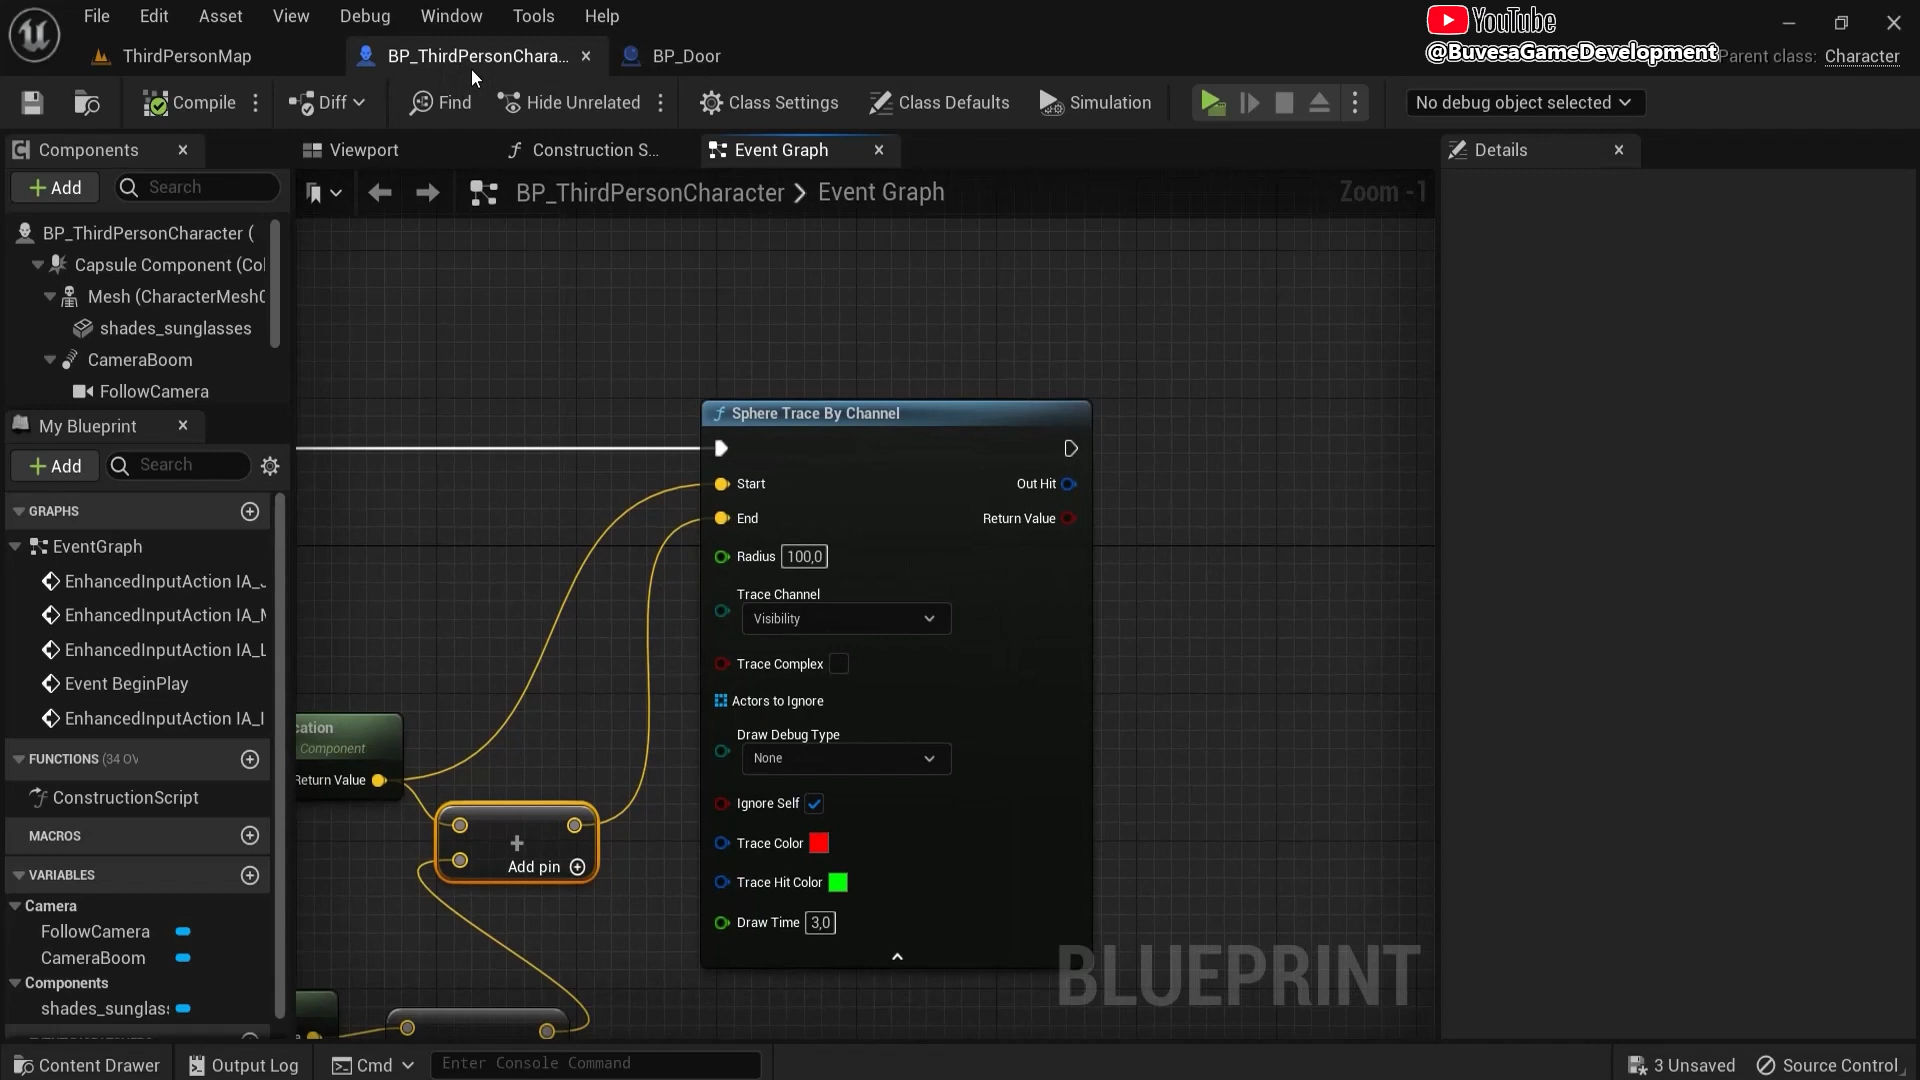 File Edit Asset View Debug Window Tools Help
YouTube
@BuvesaGameDevelopment
ThirdPersonMap
BP_ThirdPersonChara...
BP_Door
Parent class: Character
Compile
Diff
Find
Hide Unrelated
Class Settings
Class Defaults
Simulation
No debug object selected
Components
Viewport
Construction S...
Event Graph
Details
Add
Search
BP_ThirdPersonCharacter > Event Graph
Zoom -1
BP_ThirdPersonCharacter (
Capsule Component (Col
Mesh (CharacterMesh0
shades_sunglasses
CameraBoom
FollowCamera
My Blueprint
Add
Search
GRAPHS
EventGraph
EnhancedInputAction IA_
EnhancedInputAction IA_M
EnhancedInputAction IA_L
Event BeginPlay
EnhancedInputAction IA_I
FUNCTIONS (34 OV
ConstructionScript
MACROS
VARIABLES
Camera
FollowCamera
CameraBoom
Components
shades_sunglas
Sphere Trace By Channel
Start
Out Hit
End
Return Value
Radius 100,0
Trace Channel
Visibility
Trace Complex
Actors to Ignore
Draw Debug Type
None
Ignore Self
Trace Color
Trace Hit Color
Draw Time 3,0
cation
Component
Return Value
Add pin
BLUEPRINT
Content Drawer
Output Log
Cmd
Enter Console Command
3 Unsaved
Source Control